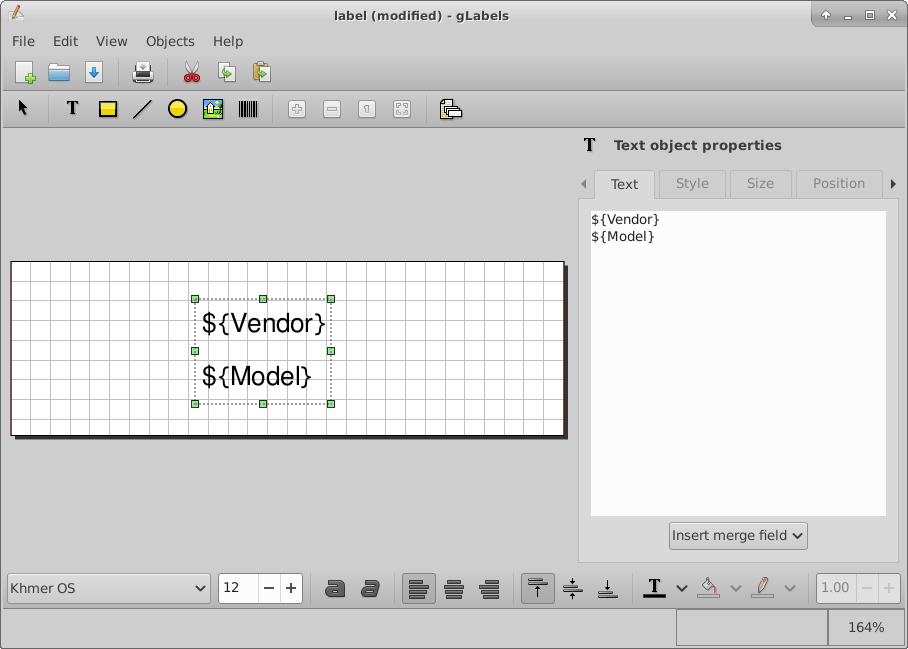 label (modified) - gLabels
File Edit View Objects Help
T
Text object properties
Text Style Size Position
${Vendor}
${Model}
${Vendor}
${Model}
Insert merge field
Khmer OS 12 a a T 1.00
164%